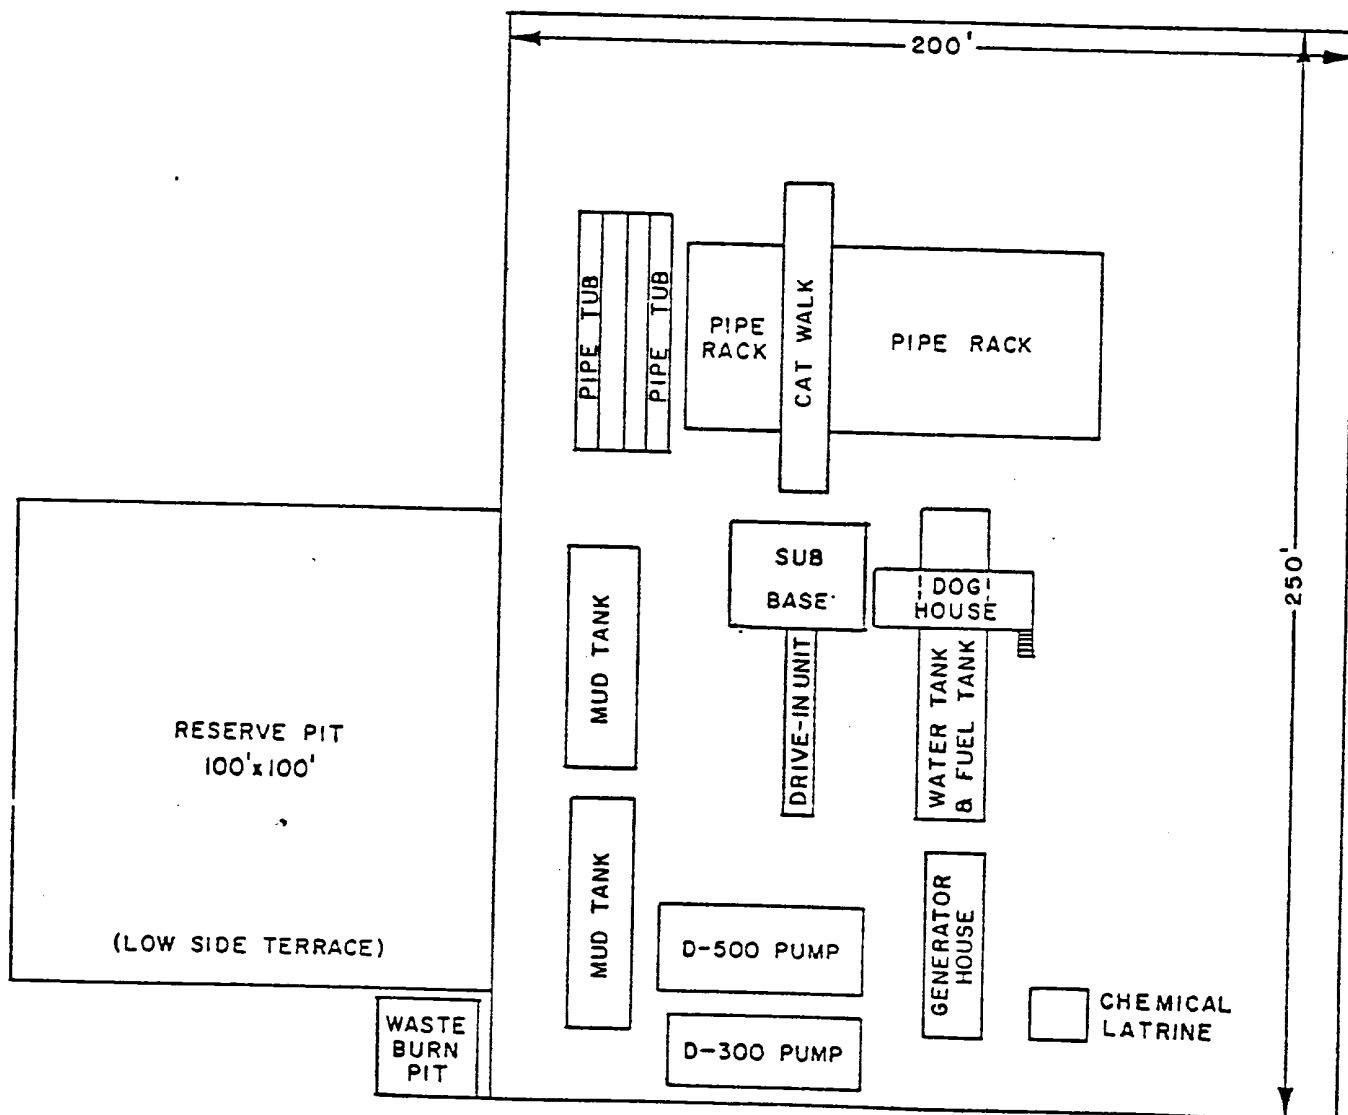 200'
PIPE TUB
PIPE TUB
PIPE
RACK
CAT WALK
PIPE RACK
SUB
BASE
DOG
HOUSE
250'
MUD TANK
DRIVE-IN UNIT
WATER TANK
& FUEL TANK
RESERVE PIT
100'x100'
(LOW SIDE TERRACE)
MUD TANK
D-500 PUMP
GENERATOR
HOUSE
CHEMICAL
LATRINE
WASTE
BURN
PIT
D-300 PUMP